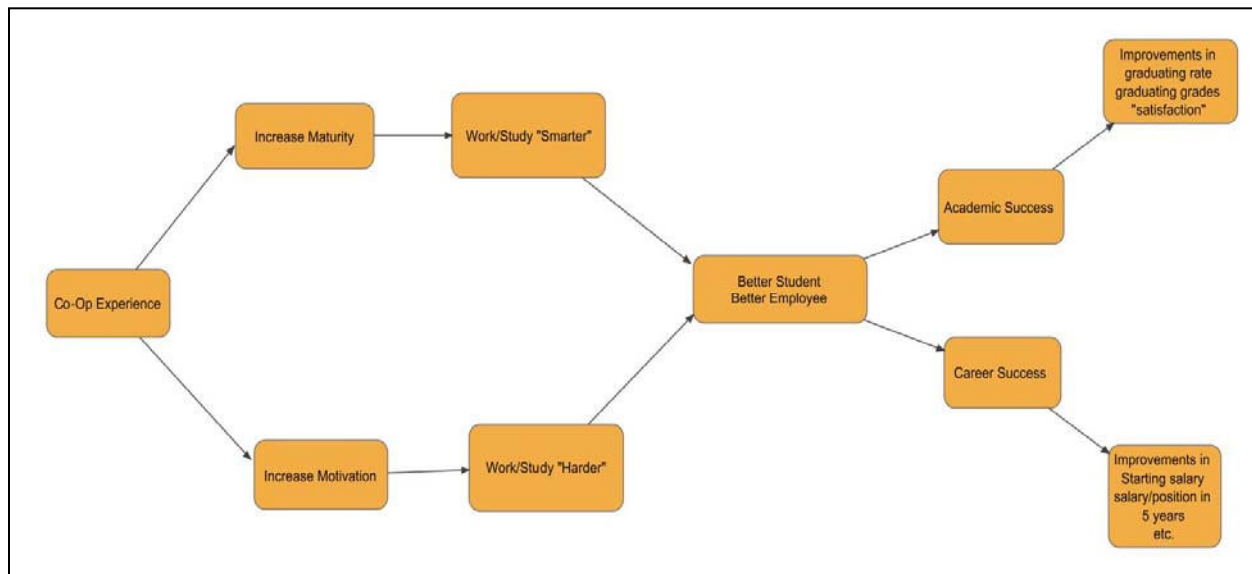 Co-Op Experience
Increase Maturity
Work/Study "Smarter"
Increase Motivation
Work/Study "Harder"
Better Student
Better Employee
Academic Success
Improvements in
graduating rate
graduating grades
"satisfaction"
Career Success
Improvements in
Starting salary
salary/position in
5 years
etc.